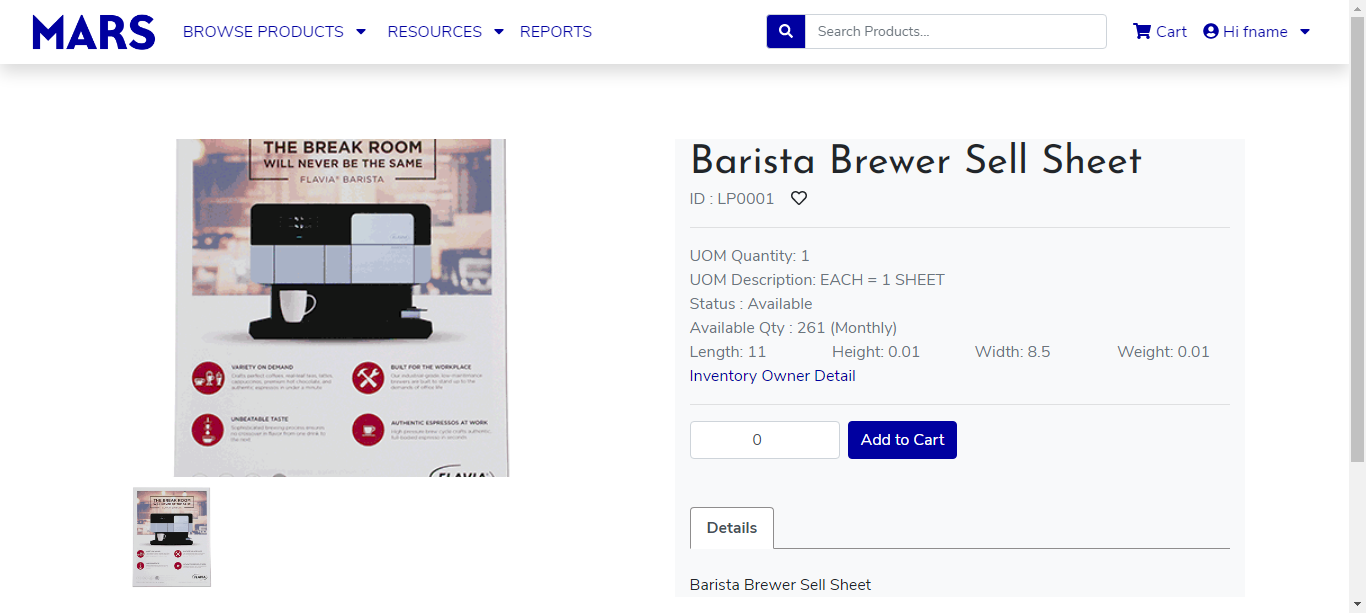 MARS BROWSE PRODUCTS RESOURCES REPORTS Search Products... Cart Hi fname
THE BREAK ROOM
WILL NEVER BE THE SAME
FLAVIA® BARISTA
VARIETY ON DEMAND
BUILT FOR THE WORKPLACE
UNBEATABLE TASTE
AUTHENTIC ESPRESSOS AT WORK
FLAVIA®
Barista Brewer Sell Sheet
ID : LP0001
UOM Quantity: 1
UOM Description: EACH = 1 SHEET
Status : Available
Available Qty : 261 (Monthly)
Length: 11 Height: 0.01 Width: 8.5 Weight: 0.01
Inventory Owner Detail
0 Add to Cart
Details
Barista Brewer Sell Sheet